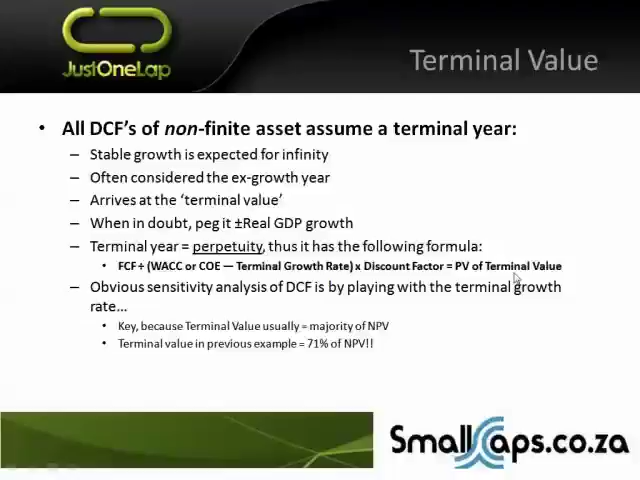 JustOneLap
Terminal Value
• All DCF's of non-finite asset assume a terminal year:
– Stable growth is expected for infinity
– Often considered the ex-growth year
– Arrives at the 'terminal value'
– When in doubt, peg it ±Real GDP growth
– Terminal year = perpetuity, thus it has the following formula:
• FCF ÷ (WACC or COE — Terminal Growth Rate) x Discount Factor = PV of Terminal Value
– Obvious sensitivity analysis of DCF is by playing with the terminal growth
rate…
• Key, because Terminal Value usually = majority of NPV
• Terminal value in previous example = 71% of NPV!!
SmallCaps.co.za